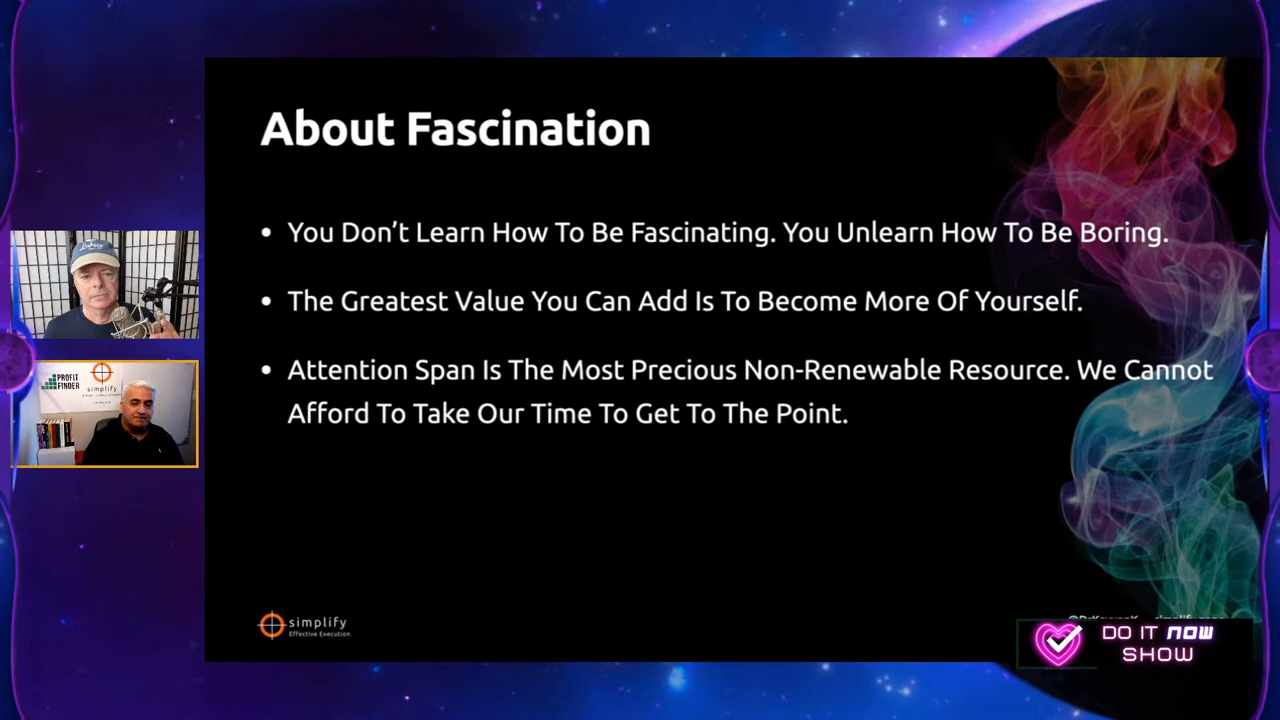 About Fascination
• You Don't Learn How To Be Fascinating. You Unlearn How To Be Boring.
• The Greatest Value You Can Add Is To Become More Of Yourself.
• Attention Span Is The Most Precious Non-Renewable Resource. We Cannot
Afford To Take Our Time To Get To The Point.
PROFIT
FINDER
simplify
simplify
Effective Execution
DO IT NOW
SHOW